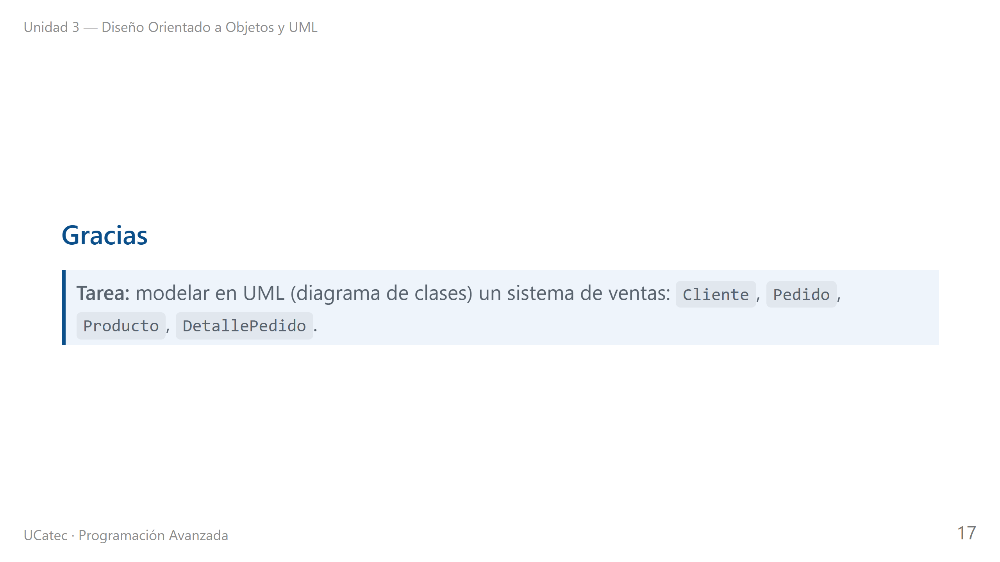 Unidad 3 — Diseño Orientado a Objetos y UML
Gracias
Tarea: modelar en UML (diagrama de clases) un sistema de ventas: Cliente, Pedido,
Producto, DetallePedido.
UCatec · Programación Avanzada
17